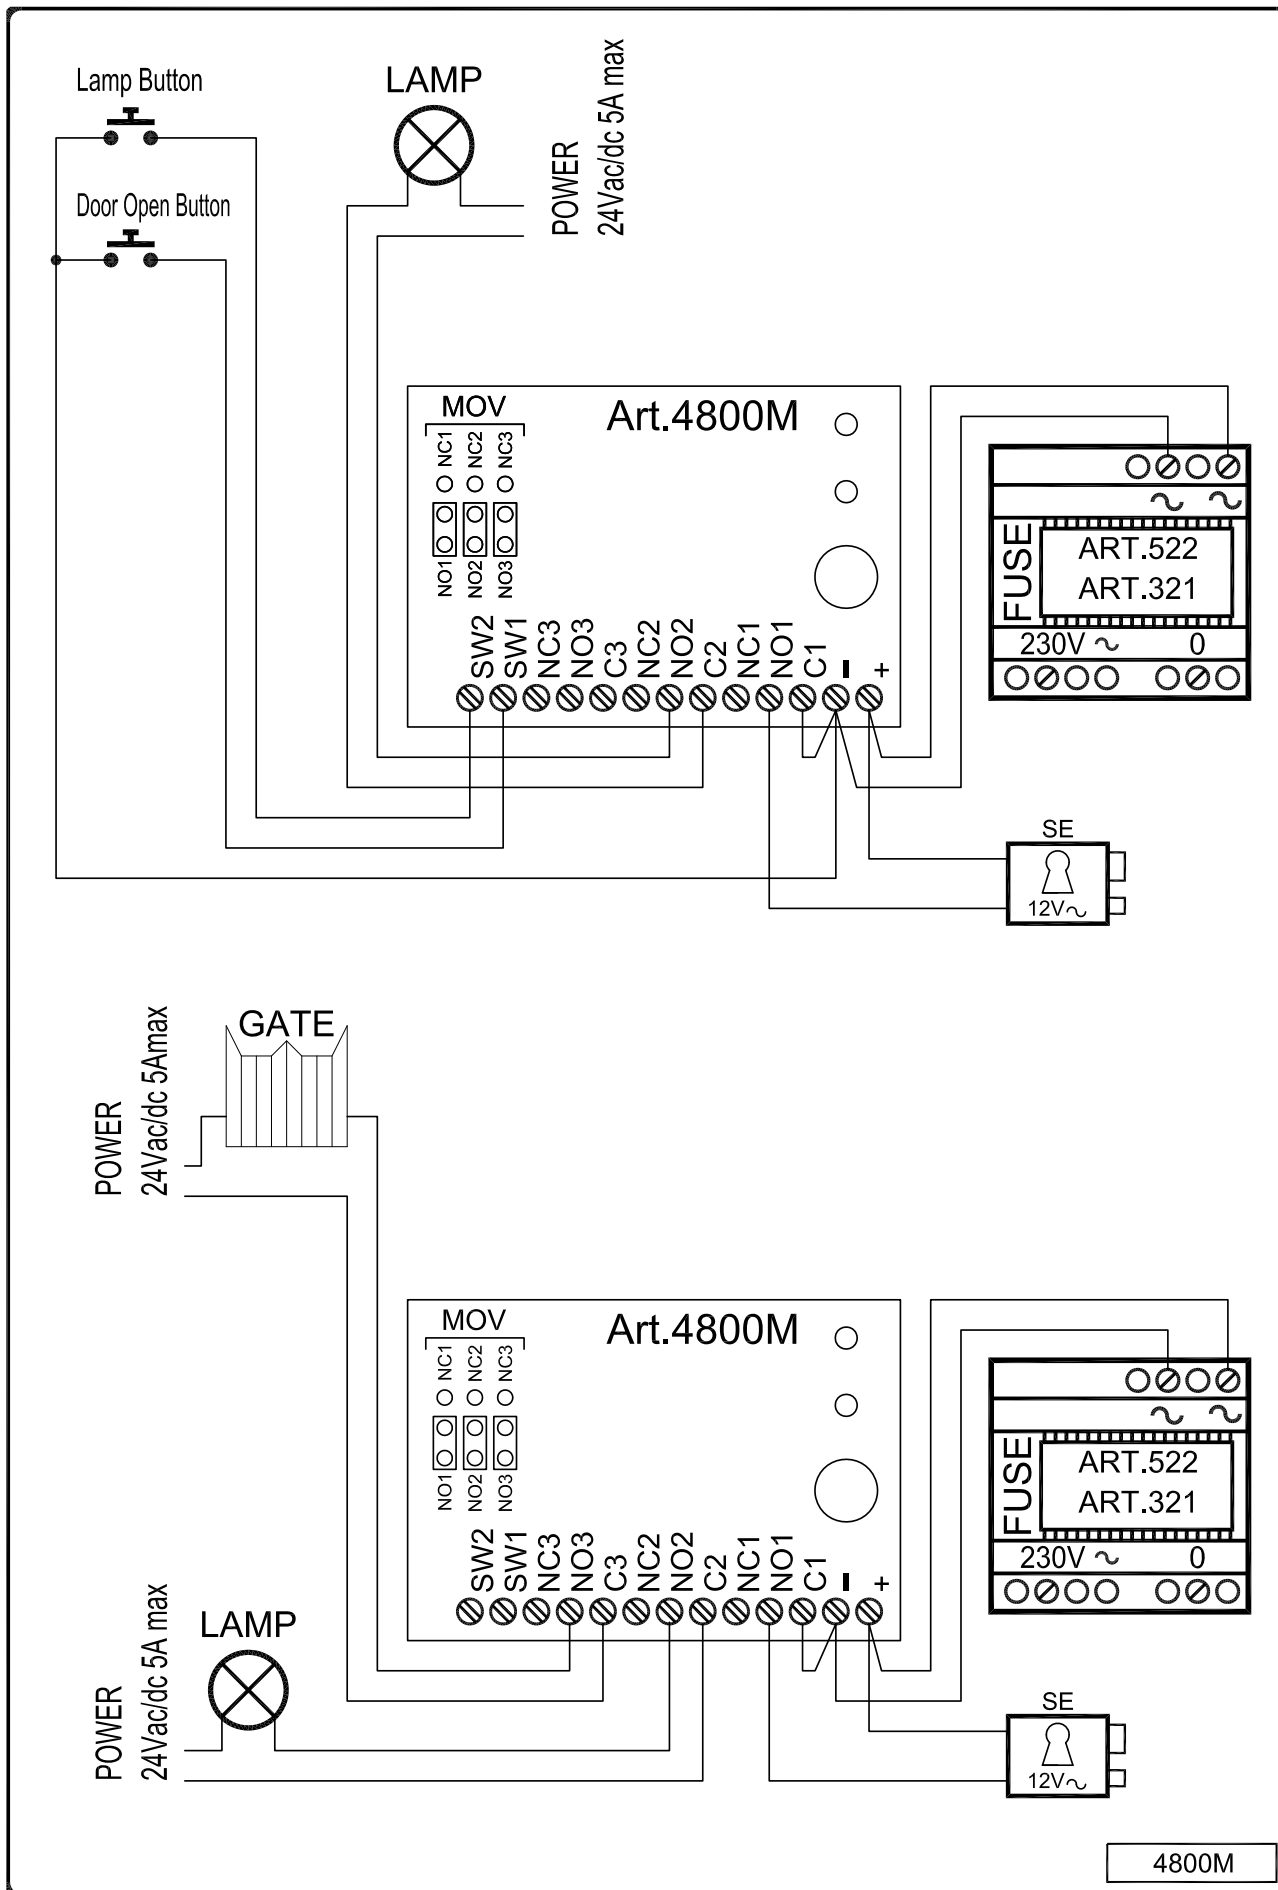 Lamp Button
Door Open Button
LAMP
POWER
24Vac/dc 5A max
MOV
NC1
NC2
NC3
NO1
NO2
NO3
Art.4800M
SW2
SW1
NC3
NO3
C3
NC2
NO2
C2
NC1
NO1
C1
-
+
FUSE
ART.522
ART.321
230V ~
0
SE
12V~
GATE
POWER
24Vac/dc 5Amax
MOV
NC1
NC2
NC3
NO1
NO2
NO3
Art.4800M
SW2
SW1
NC3
NO3
C3
NC2
NO2
C2
NC1
NO1
C1
-
+
FUSE
ART.522
ART.321
230V ~
0
LAMP
POWER
24Vac/dc 5A max
SE
12V~
4800M